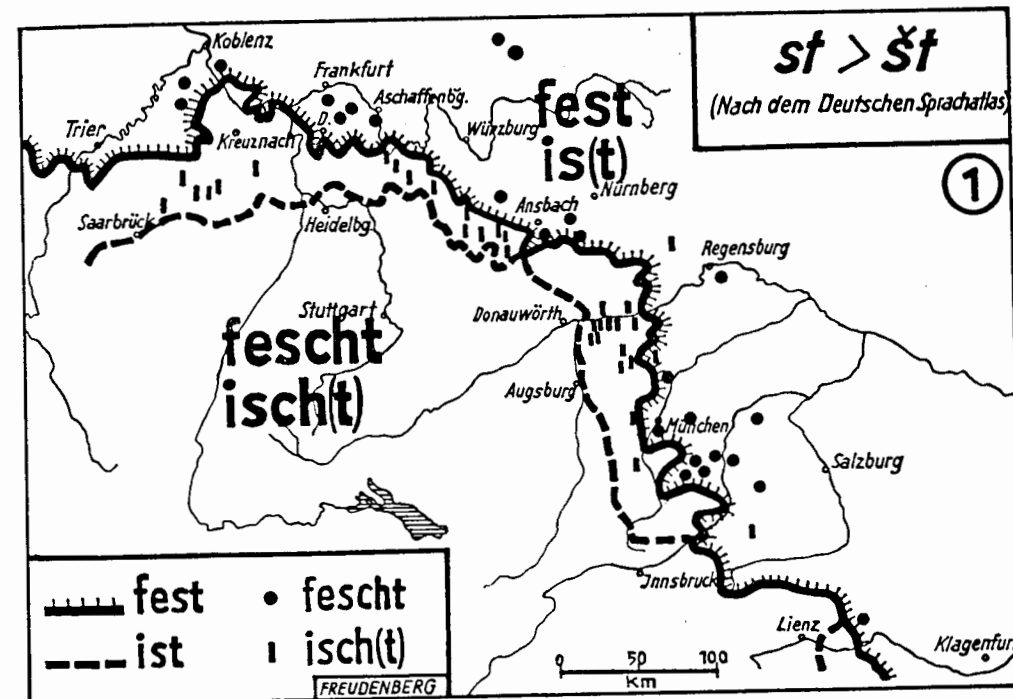 st > št
(Nach dem Deutschen Sprachatlas)
1
Koblenz
Frankfurt
Aschaffenbg.
Trier
Kreuznach
D.
Würzburg
fest
is(t)
Nürnberg
Ansbach
Saarbrück
Heidelbg
Regensburg
Stuttgart
Donauwörth
fescht
isch(t)
Augsburg
München
Salzburg
Innsbruck
Lienz
Klagenfurt
fest
fescht
ist
isch(t)
FREUDENBERG
0 50 100
Km